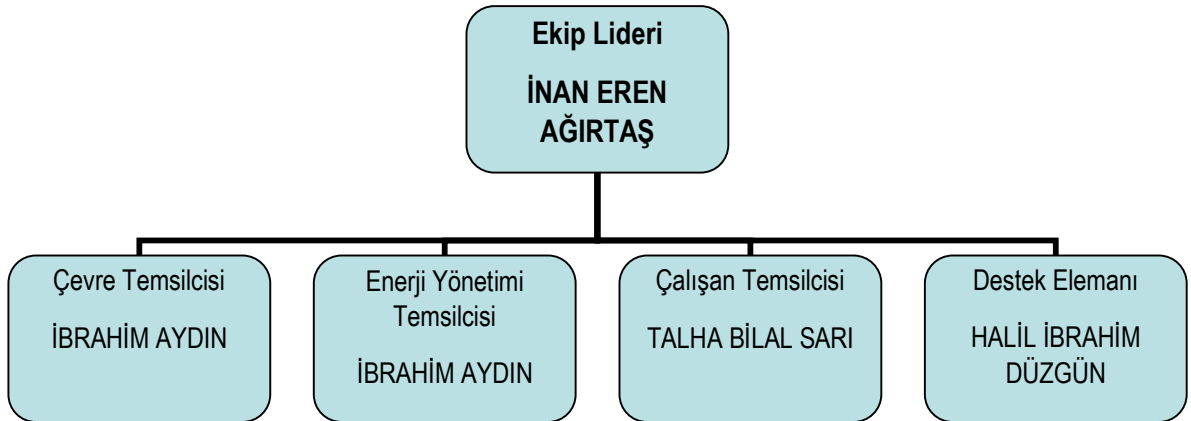 Ekip Lideri
İNAN EREN
AĞIRTAŞ
Çevre Temsilcisi
İBRAHİM AYDIN
Enerji Yönetimi
Temsilcisi
İBRAHİM AYDIN
Çalışan Temsilcisi
TALHA BİLAL SARI
Destek Elemanı
HALİL İBRAHİM
DÜZGÜN